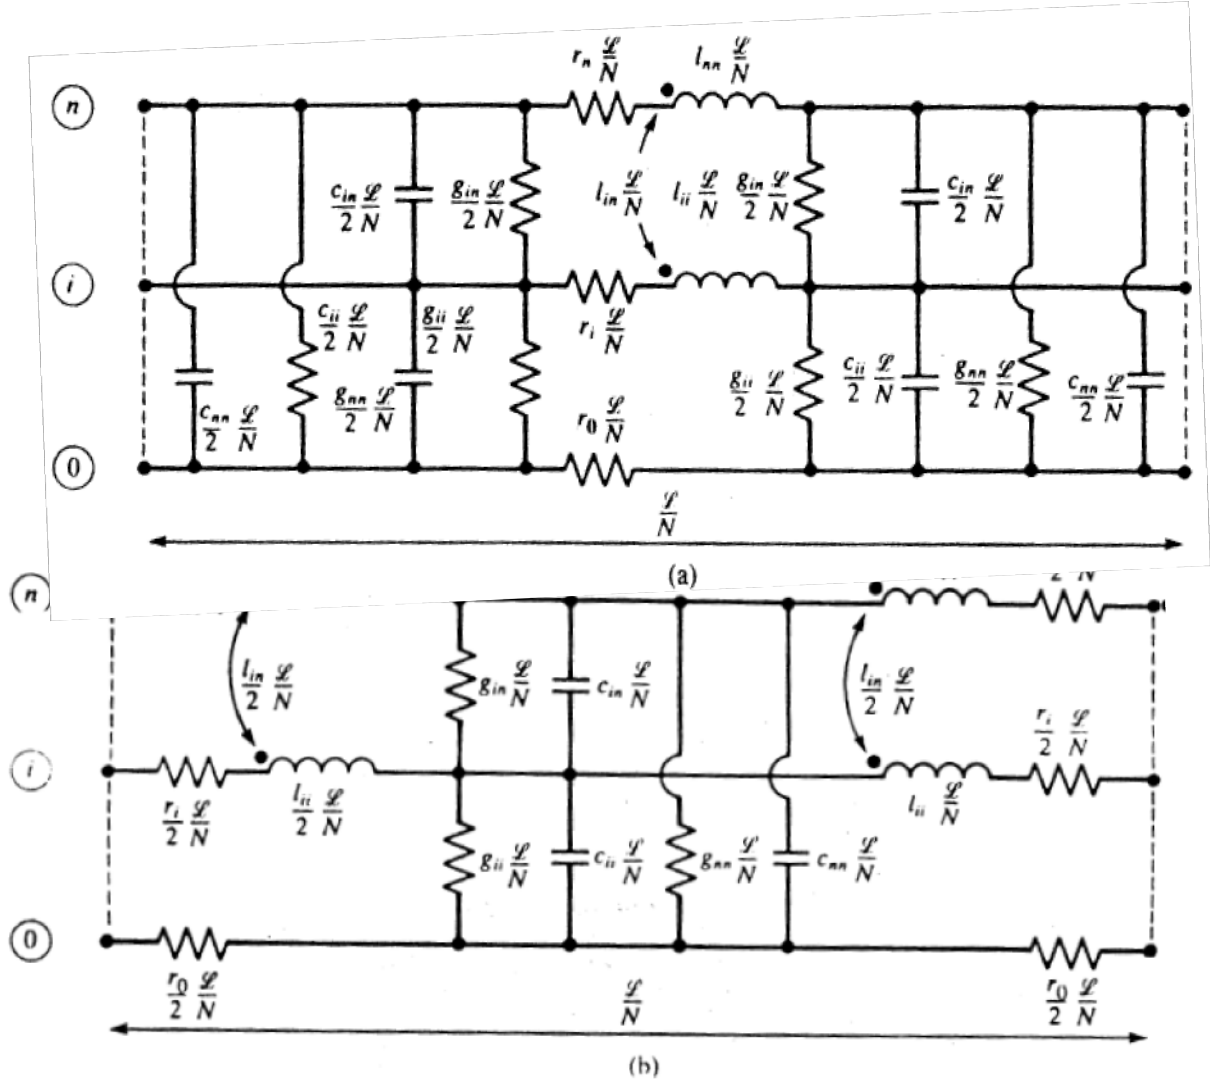 r_n ℒ/N l_nn ℒ/N
n
c_in/2 ℒ/N g_in/2 ℒ/N l_in ℒ/N l_ii ℒ/N g_in/2 ℒ/N c_in/2 ℒ/N
i
c_ii/2 ℒ/N g_ii/2 ℒ/N r_i ℒ/N
c_nn/2 ℒ/N g_nn/2 ℒ/N g_ii/2 ℒ/N c_ii/2 ℒ/N g_nn/2 ℒ/N c_nn/2 ℒ/N
r_0 ℒ/N
0
ℒ/N
(a)
n 2 N
l_in/2 ℒ/N g_in ℒ/N c_in ℒ/N l_in/2 ℒ/N
r_i/2 ℒ/N
i
r_i/2 ℒ/N l_ii/2 ℒ/N l_ii ℒ/N
g_ii ℒ/N c_ii ℒ/N g_nn ℒ/N c_nn ℒ/N
0
r_0/2 ℒ/N ℒ/N r_0/2 ℒ/N
(b)